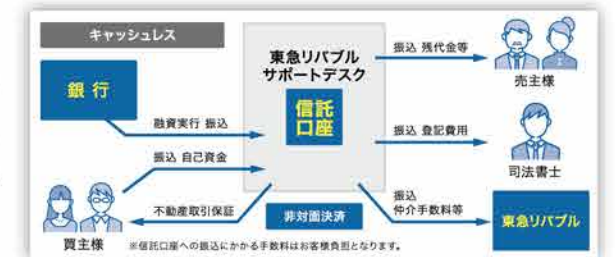 キャッシュレス
銀行
融資実行 振込
振込 自己資金
不動産取引保証
買主様
東急リバブル
サポートデスク
信託
口座
非対面決済
振込 残代金等
売主様
振込 登記費用
司法書士
振込
仲介手数料等
東急リバブル
※信託口座への振込にかかる手数料はお客様負担となります。